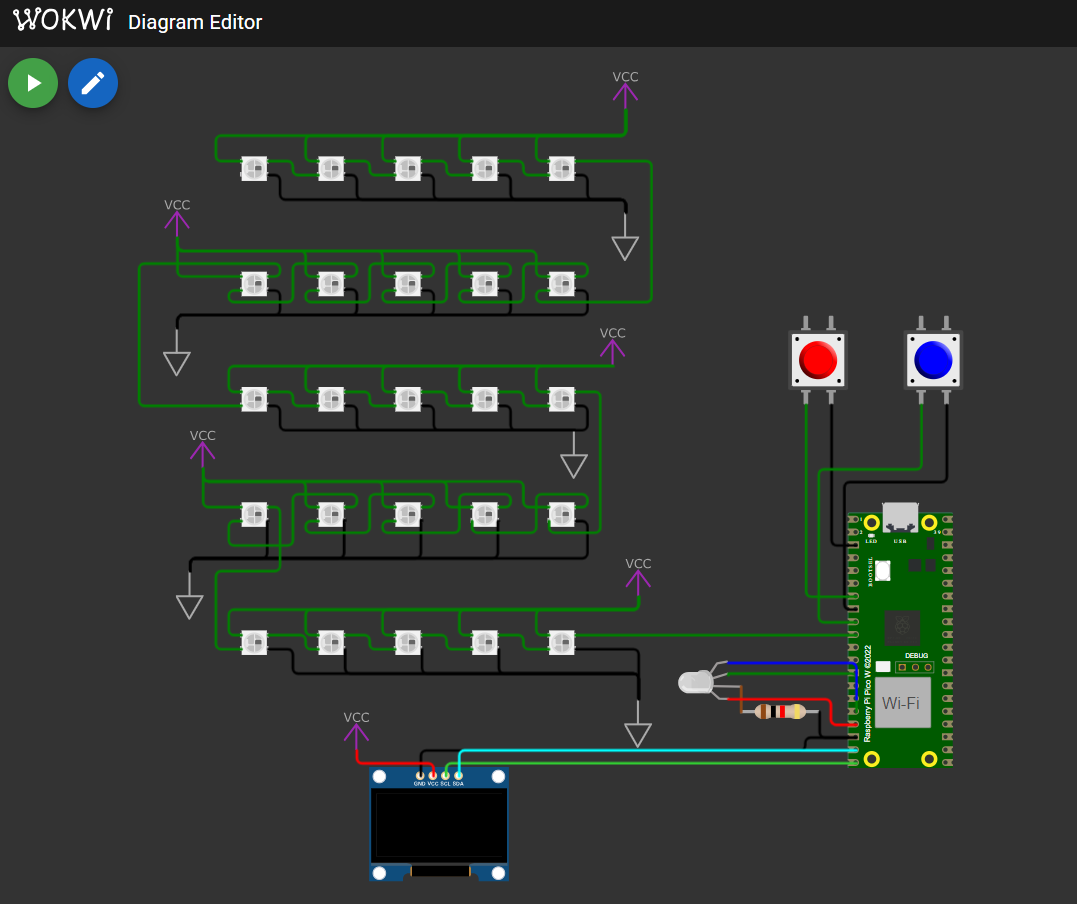 WOKWi Diagram Editor
VCC
VCC
VCC
VCC
VCC
VCC
GND VCC SCL SDA
LED
USB
BOOTSEL
DEBUG
Raspberry Pi Pico W ©2022
Wi-Fi